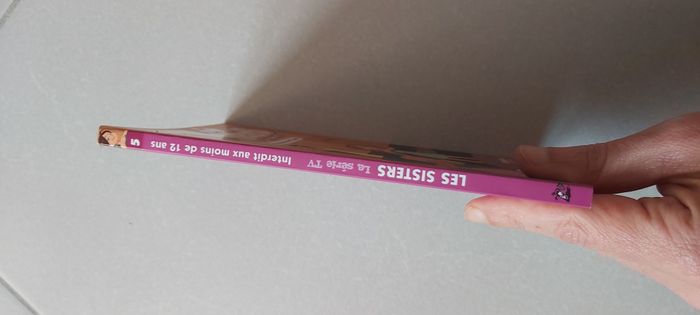 LES SISTERS La série TV Interdit aux moins de 12 ans 5